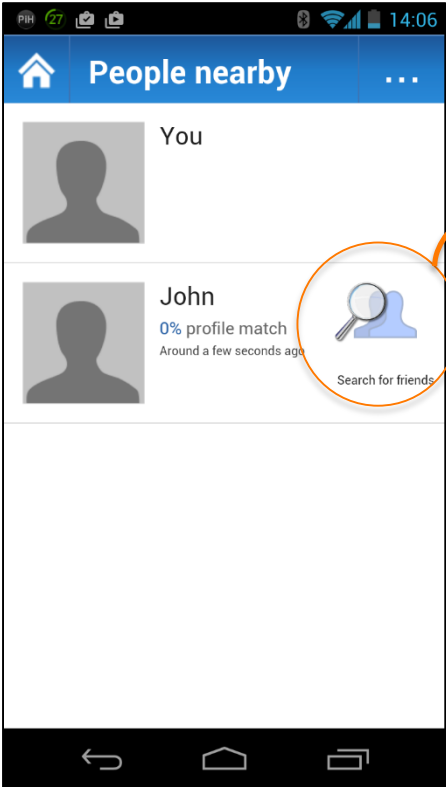 PIH 27 14:06
People nearby ...
You
John
0% profile match
Around a few seconds ago
Search for friends